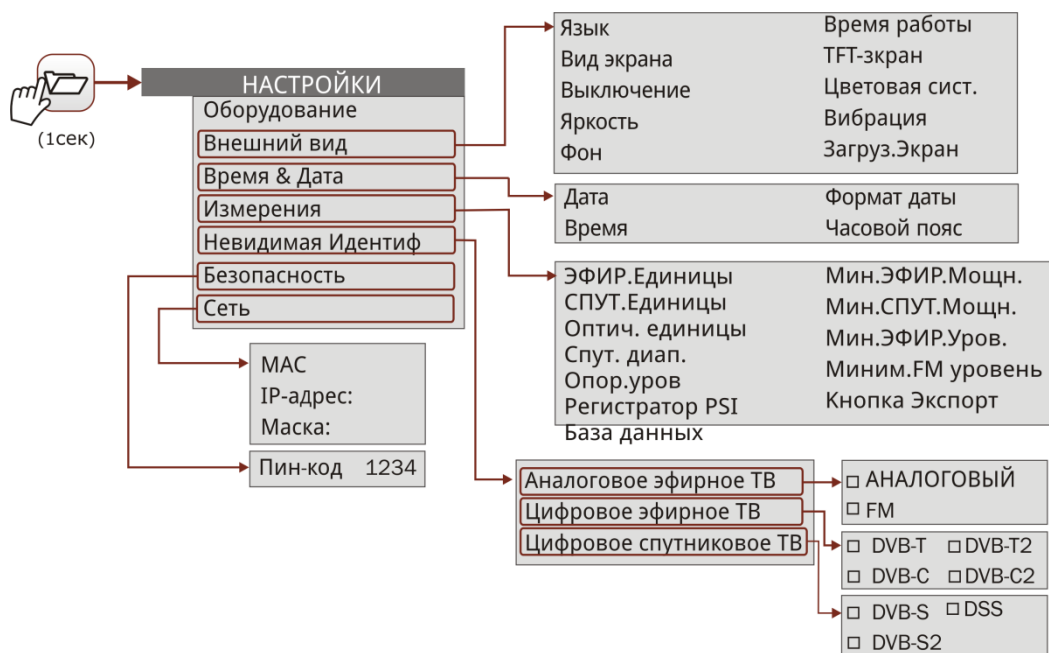 (1сек)
НАСТРОЙКИ
Оборудование
Внешний вид
Время & Дата
Измерения
Невидимая Идентиф
Безопасность
Сеть
Язык
Вид экрана
Выключение
Яркость
Фон
Время работы
TFT-зкран
Цветовая сист.
Вибрация
Загруз.Экран
Дата
Время
Формат даты
Часовой пояс
ЭФИР.Единицы
СПУТ.Единицы
Оптич. единицы
Спут. диап.
Опор.уров
Регистратор PSI
База данных
Мин.ЭФИР.Мощн.
Мин.СПУТ.Мощн.
Мин.ЭФИР.Уров.
Миним.FM уровень
Кнопка Экспорт
MAC
IP-адрес:
Маска:
Пин-код 1234
Аналоговое эфирное ТВ
Цифровое эфирное ТВ
Цифровое спутниковое ТВ
АНАЛОГОВЫЙ
FM
DVB-T DVB-T2
DVB-C DVB-C2
DVB-S DSS
DVB-S2